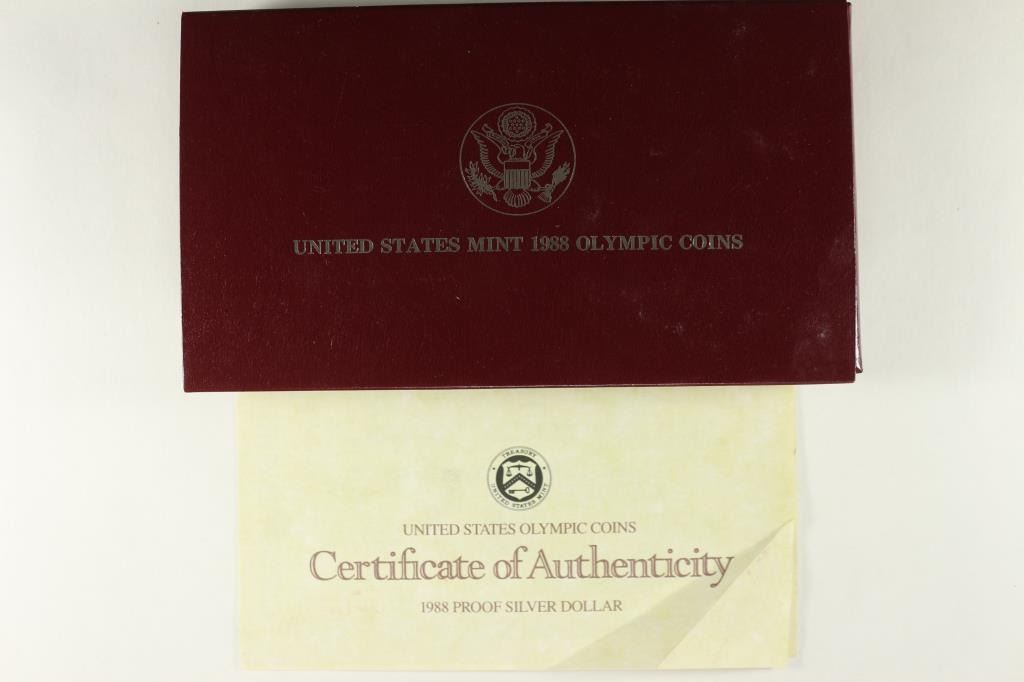 UNITED STATES MINT 1988 OLYMPIC COINS
TREASURY
UNITED STATES MINT
UNITED STATES OLYMPIC COINS
Certificate of Authenticity
1988 PROOF SILVER DOLLAR